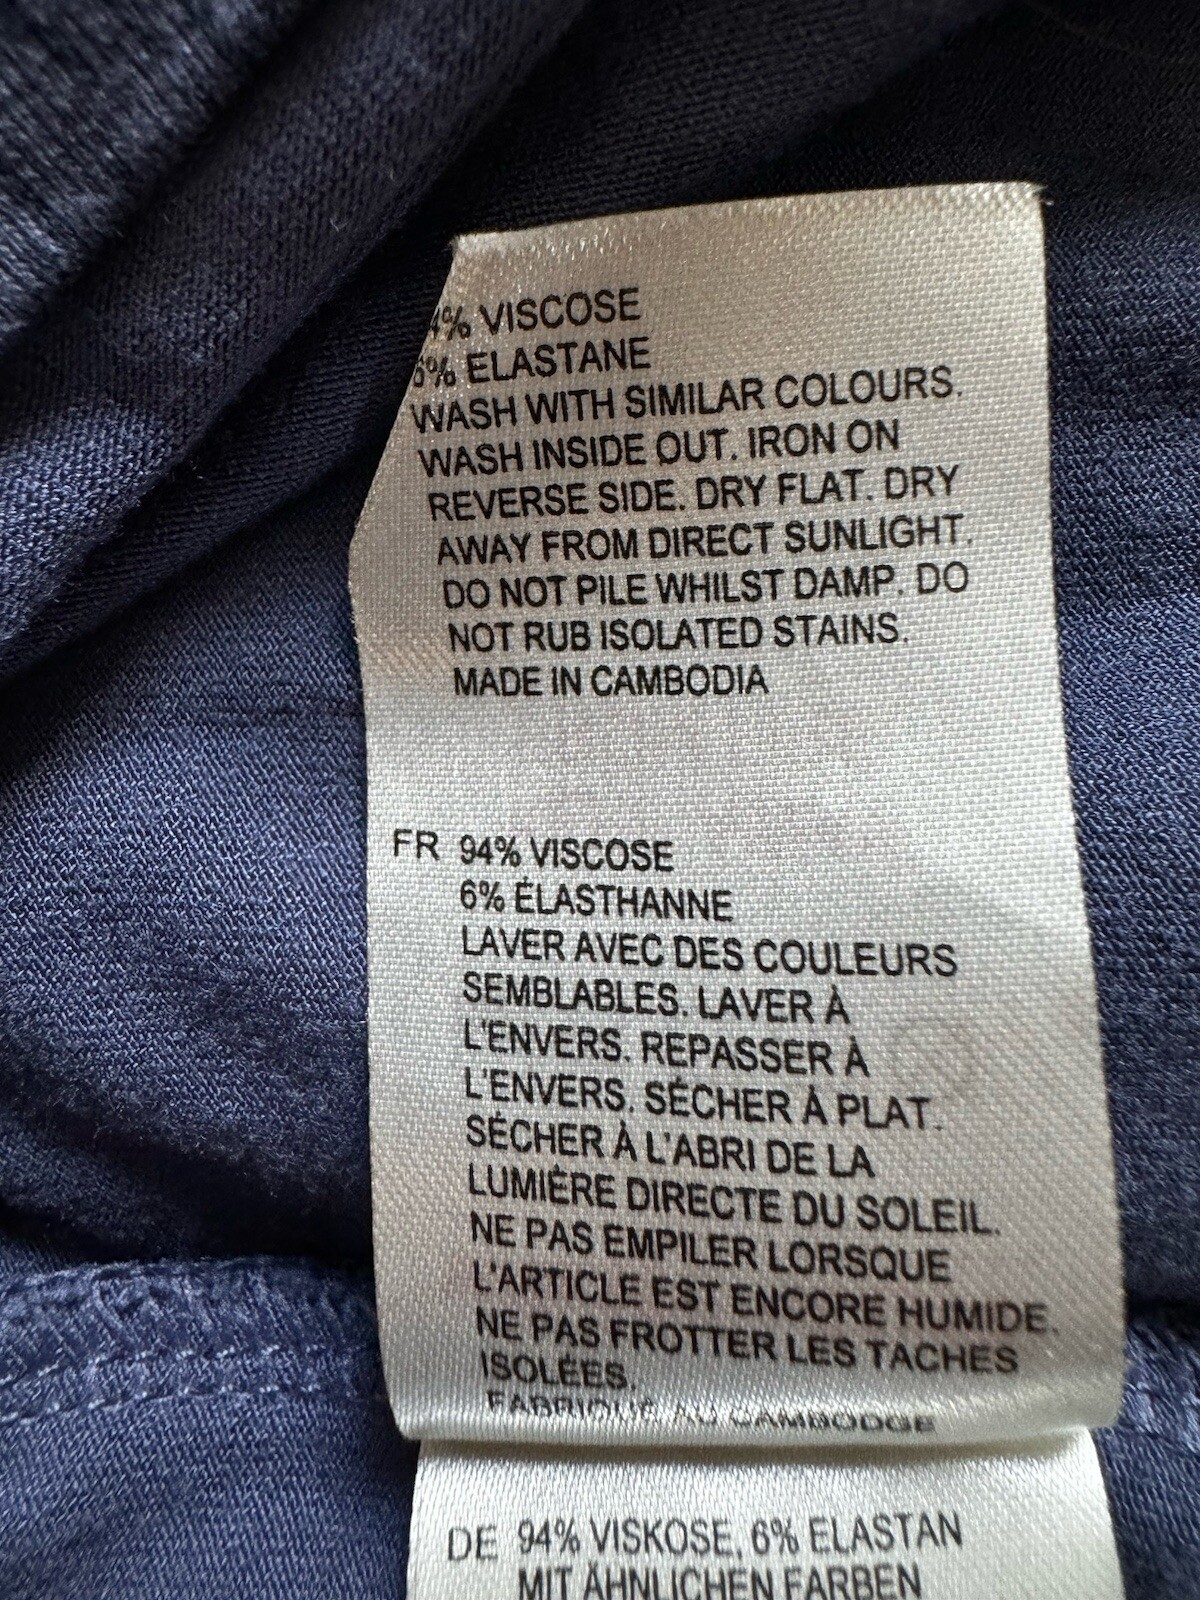 4% VISCOSE
6% ELASTANE
WASH WITH SIMILAR COLOURS.
WASH INSIDE OUT. IRON ON
REVERSE SIDE. DRY FLAT. DRY
AWAY FROM DIRECT SUNLIGHT.
DO NOT PILE WHILST DAMP. DO
NOT RUB ISOLATED STAINS.
MADE IN CAMBODIA
FR 94% VISCOSE
6% ÉLASTHANNE
LAVER AVEC DES COULEURS
SEMBLABLES. LAVER À
L'ENVERS. REPASSER À
L'ENVERS. SÉCHER À PLAT.
SÉCHER À L'ABRI DE LA
LUMIÈRE DIRECTE DU SOLEIL.
NE PAS EMPILER LORSQUE
L'ARTICLE EST ENCORE HUMIDE.
NE PAS FROTTER LES TACHES
ISOLÉES.
FABRIQUÉ AU CAMBODGE
DE 94% VISKOSE, 6% ELASTAN
MIT ÄHNLICHEN FARBEN